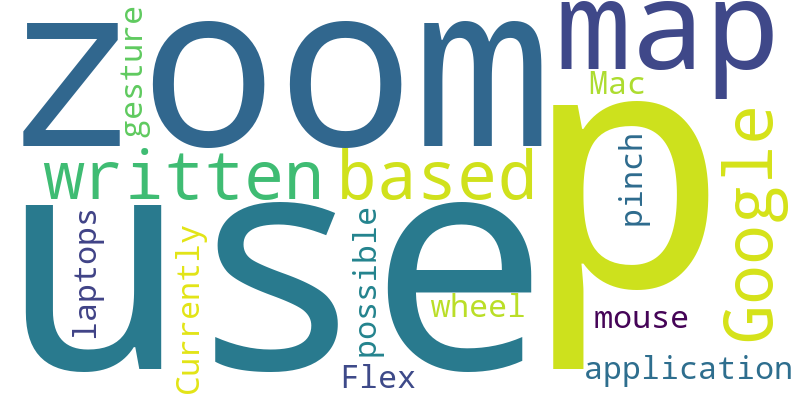 zoom
map
gesture
Mac
written
based
Google
pinch
use
p
laptops
Currently
possible
wheel
mouse
Flex
application